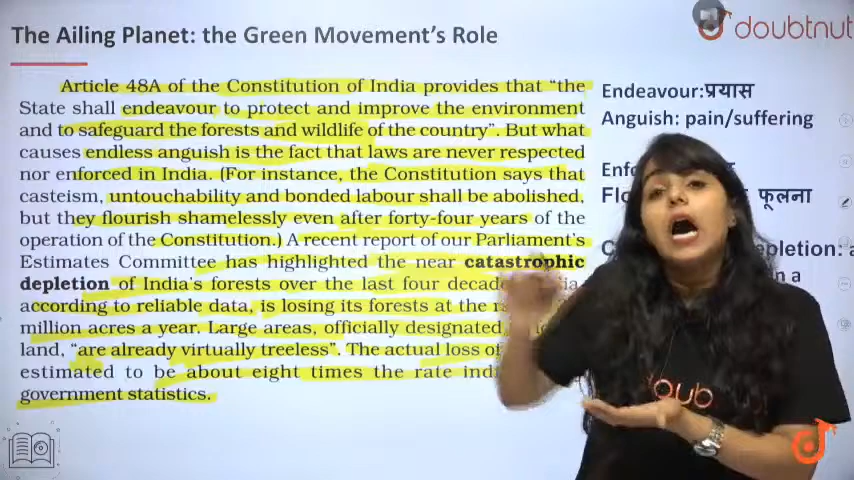 The Ailing Planet: the Green Movement's Role
doubtnut
Article 48A of the Constitution of India provides that "the
State shall endeavour to protect and improve the environment
and to safeguard the forests and wildlife of the country". But what
causes endless anguish is the fact that laws are never respected
nor enforced in India. (For instance, the Constitution says that
casteism, untouchability and bonded labour shall be abolished,
but they flourish shamelessly even after forty-four years of the
operation of the Constitution.) A recent report of our Parliament's
Estimates Committee has highlighted the near catastrophic
depletion of India's forests over the last four
according to reliable data, is losing its forests at the
million acres a year. Large areas, officially designated
land, "are already virtually treeless". The actual loss of
estimated to be about eight times the rate
government statistics.
Endeavour:प्रयास
Anguish: pain/suffering
फूलना
in a
doub